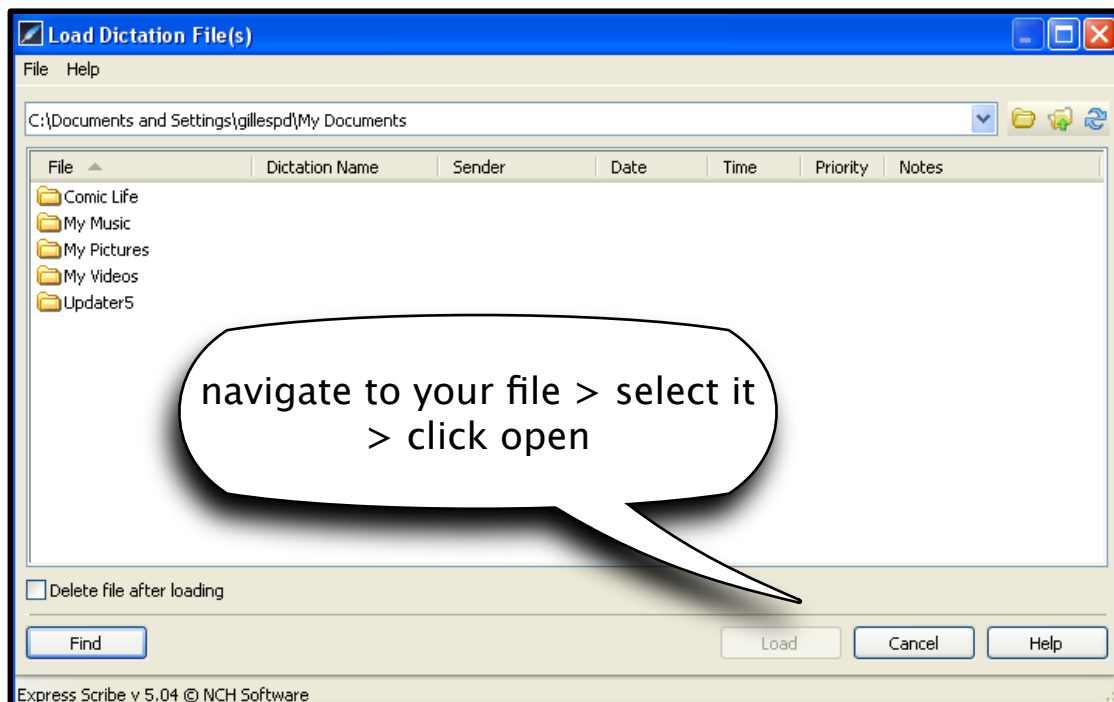 Load Dictation File(s)
File Help
C:\Documents and Settings\gillespd\My Documents
File Dictation Name Sender Date Time Priority Notes
Comic Life
My Music
My Pictures
My Videos
Updater5
navigate to your file > select it
> click open
Delete file after loading
Find Load Cancel Help
Express Scribe v 5.04 © NCH Software